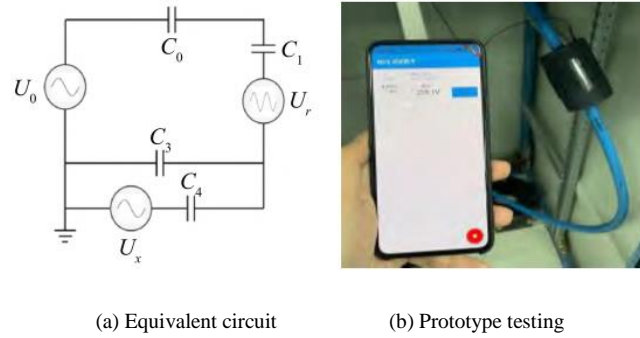 C₀
C₁
U₀
Uᵣ
C₃
C₄
Uₓ
(a) Equivalent circuit
(b) Prototype testing